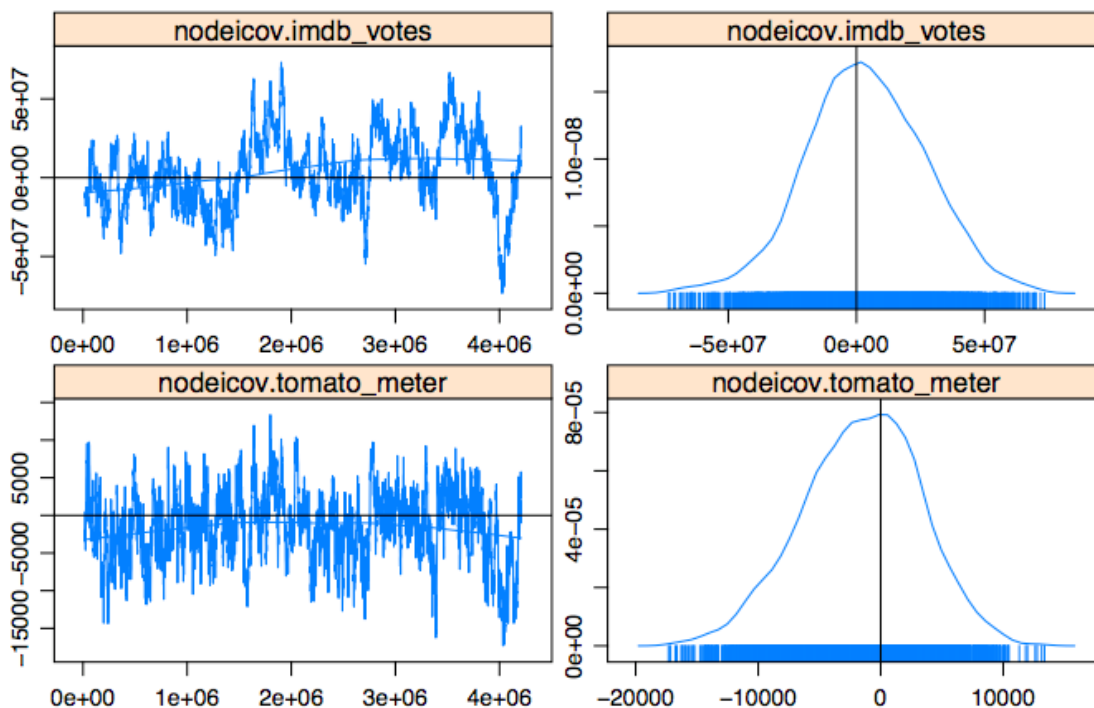 nodeicov.imdb_votes
nodeicov.imdb_votes
5e+07
0e+00
−5e+07
0e+00 1e+06 2e+06 3e+06 4e+06
1.0e−08
0.0e+00
−5e+07 0e+00 5e+07
nodeicov.tomato_meter
nodeicov.tomato_meter
5000
−5000
−15000
0e+00 1e+06 2e+06 3e+06 4e+06
8e−05
4e−05
0e+00
−20000 −10000 0 10000